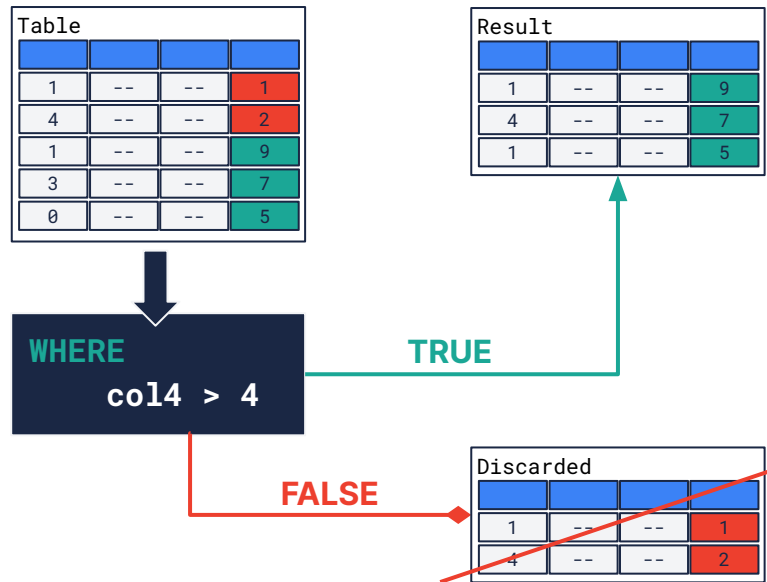 Table
1 -- -- 1
4 -- -- 2
1 -- -- 9
3 -- -- 7
0 -- -- 5
Result
1 -- -- 9
4 -- -- 7
1 -- -- 5
WHERE
col4 > 4
TRUE
FALSE
Discarded
1 -- -- 1
4 -- -- 2